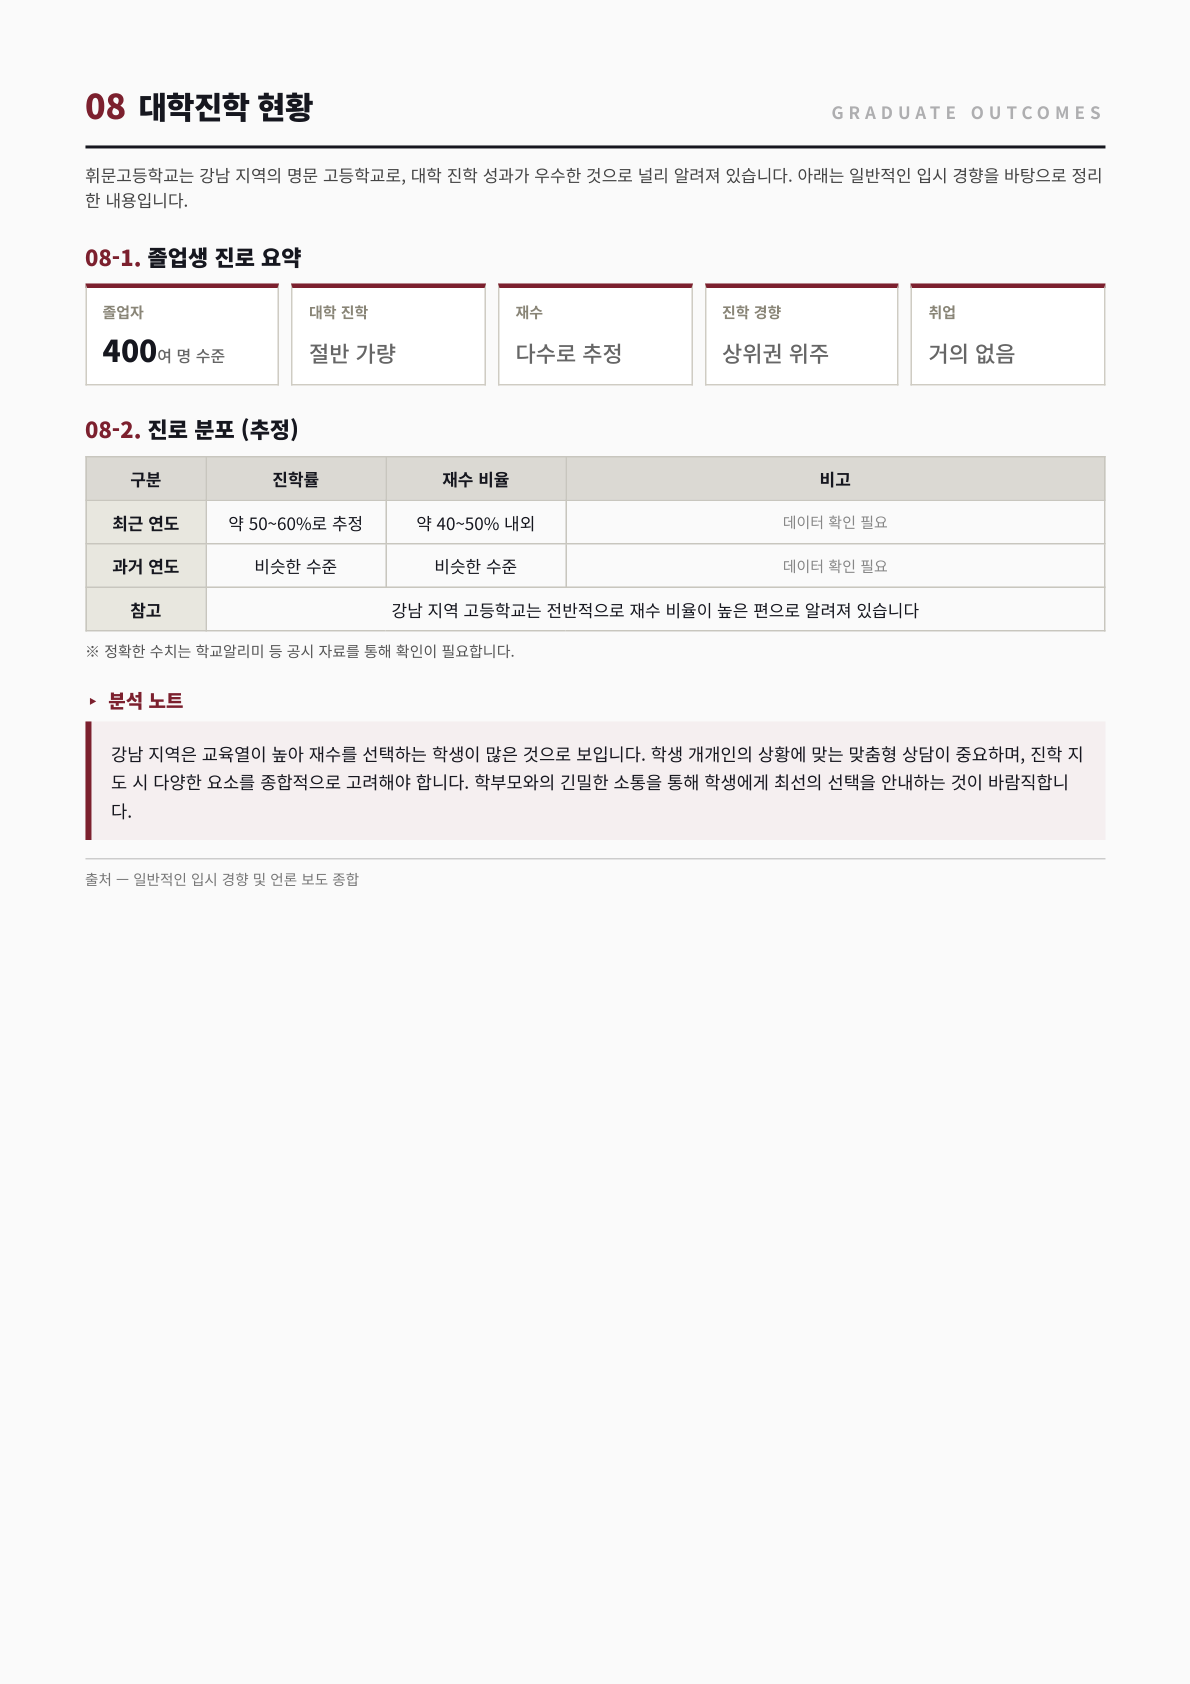 08 대학진학 현황
GRADUATE OUTCOMES
휘문고등학교는 강남 지역의 명문 고등학교로, 대학 진학 성과가 우수한 것으로 널리 알려져 있습니다. 아래는 일반적인 입시 경향을 바탕으로 정리
한 내용입니다.
08-1. 졸업생 진로 요약
졸업자
400여 명 수준
대학 진학
절반 가량
재수
다수로 추정
진학 경향
상위권 위주
취업
거의 없음
08-2. 진로 분포 (추정)
구분 진학률 재수 비율 비고
최근 연도 약 50~60%로 추정 약 40~50% 내외 데이터 확인 필요
과거 연도 비슷한 수준 비슷한 수준 데이터 확인 필요
참고 강남 지역 고등학교는 전반적으로 재수 비율이 높은 편으로 알려져 있습니다
※ 정확한 수치는 학교알리미 등 공시 자료를 통해 확인이 필요합니다.
▸ 분석 노트
강남 지역은 교육열이 높아 재수를 선택하는 학생이 많은 것으로 보입니다. 학생 개개인의 상황에 맞는 맞춤형 상담이 중요하며, 진학 지
도 시 다양한 요소를 종합적으로 고려해야 합니다. 학부모와의 긴밀한 소통을 통해 학생에게 최선의 선택을 안내하는 것이 바람직합니
다.
출처 — 일반적인 입시 경향 및 언론 보도 종합